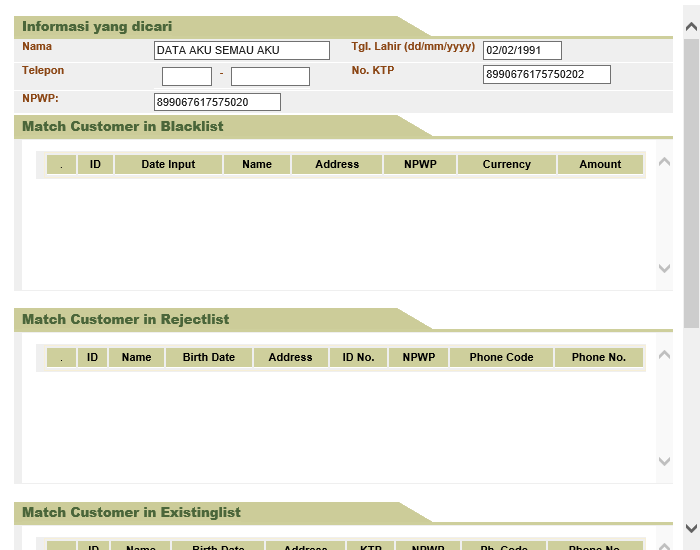 Informasi yang dicari
Nama DATA AKU SEMAU AKU Tgl. Lahir (dd/mm/yyyy) 02/02/1991
Telepon - No. KTP 8990676175750202
NPWP: 899067617575020
Match Customer in Blacklist
. ID Date Input Name Address NPWP Currency Amount
Match Customer in Rejectlist
. ID Name Birth Date Address ID No. NPWP Phone Code Phone No.
Match Customer in Existinglist
ID Name Birth Date Address KTP NPWP Ph. Code Phone No.